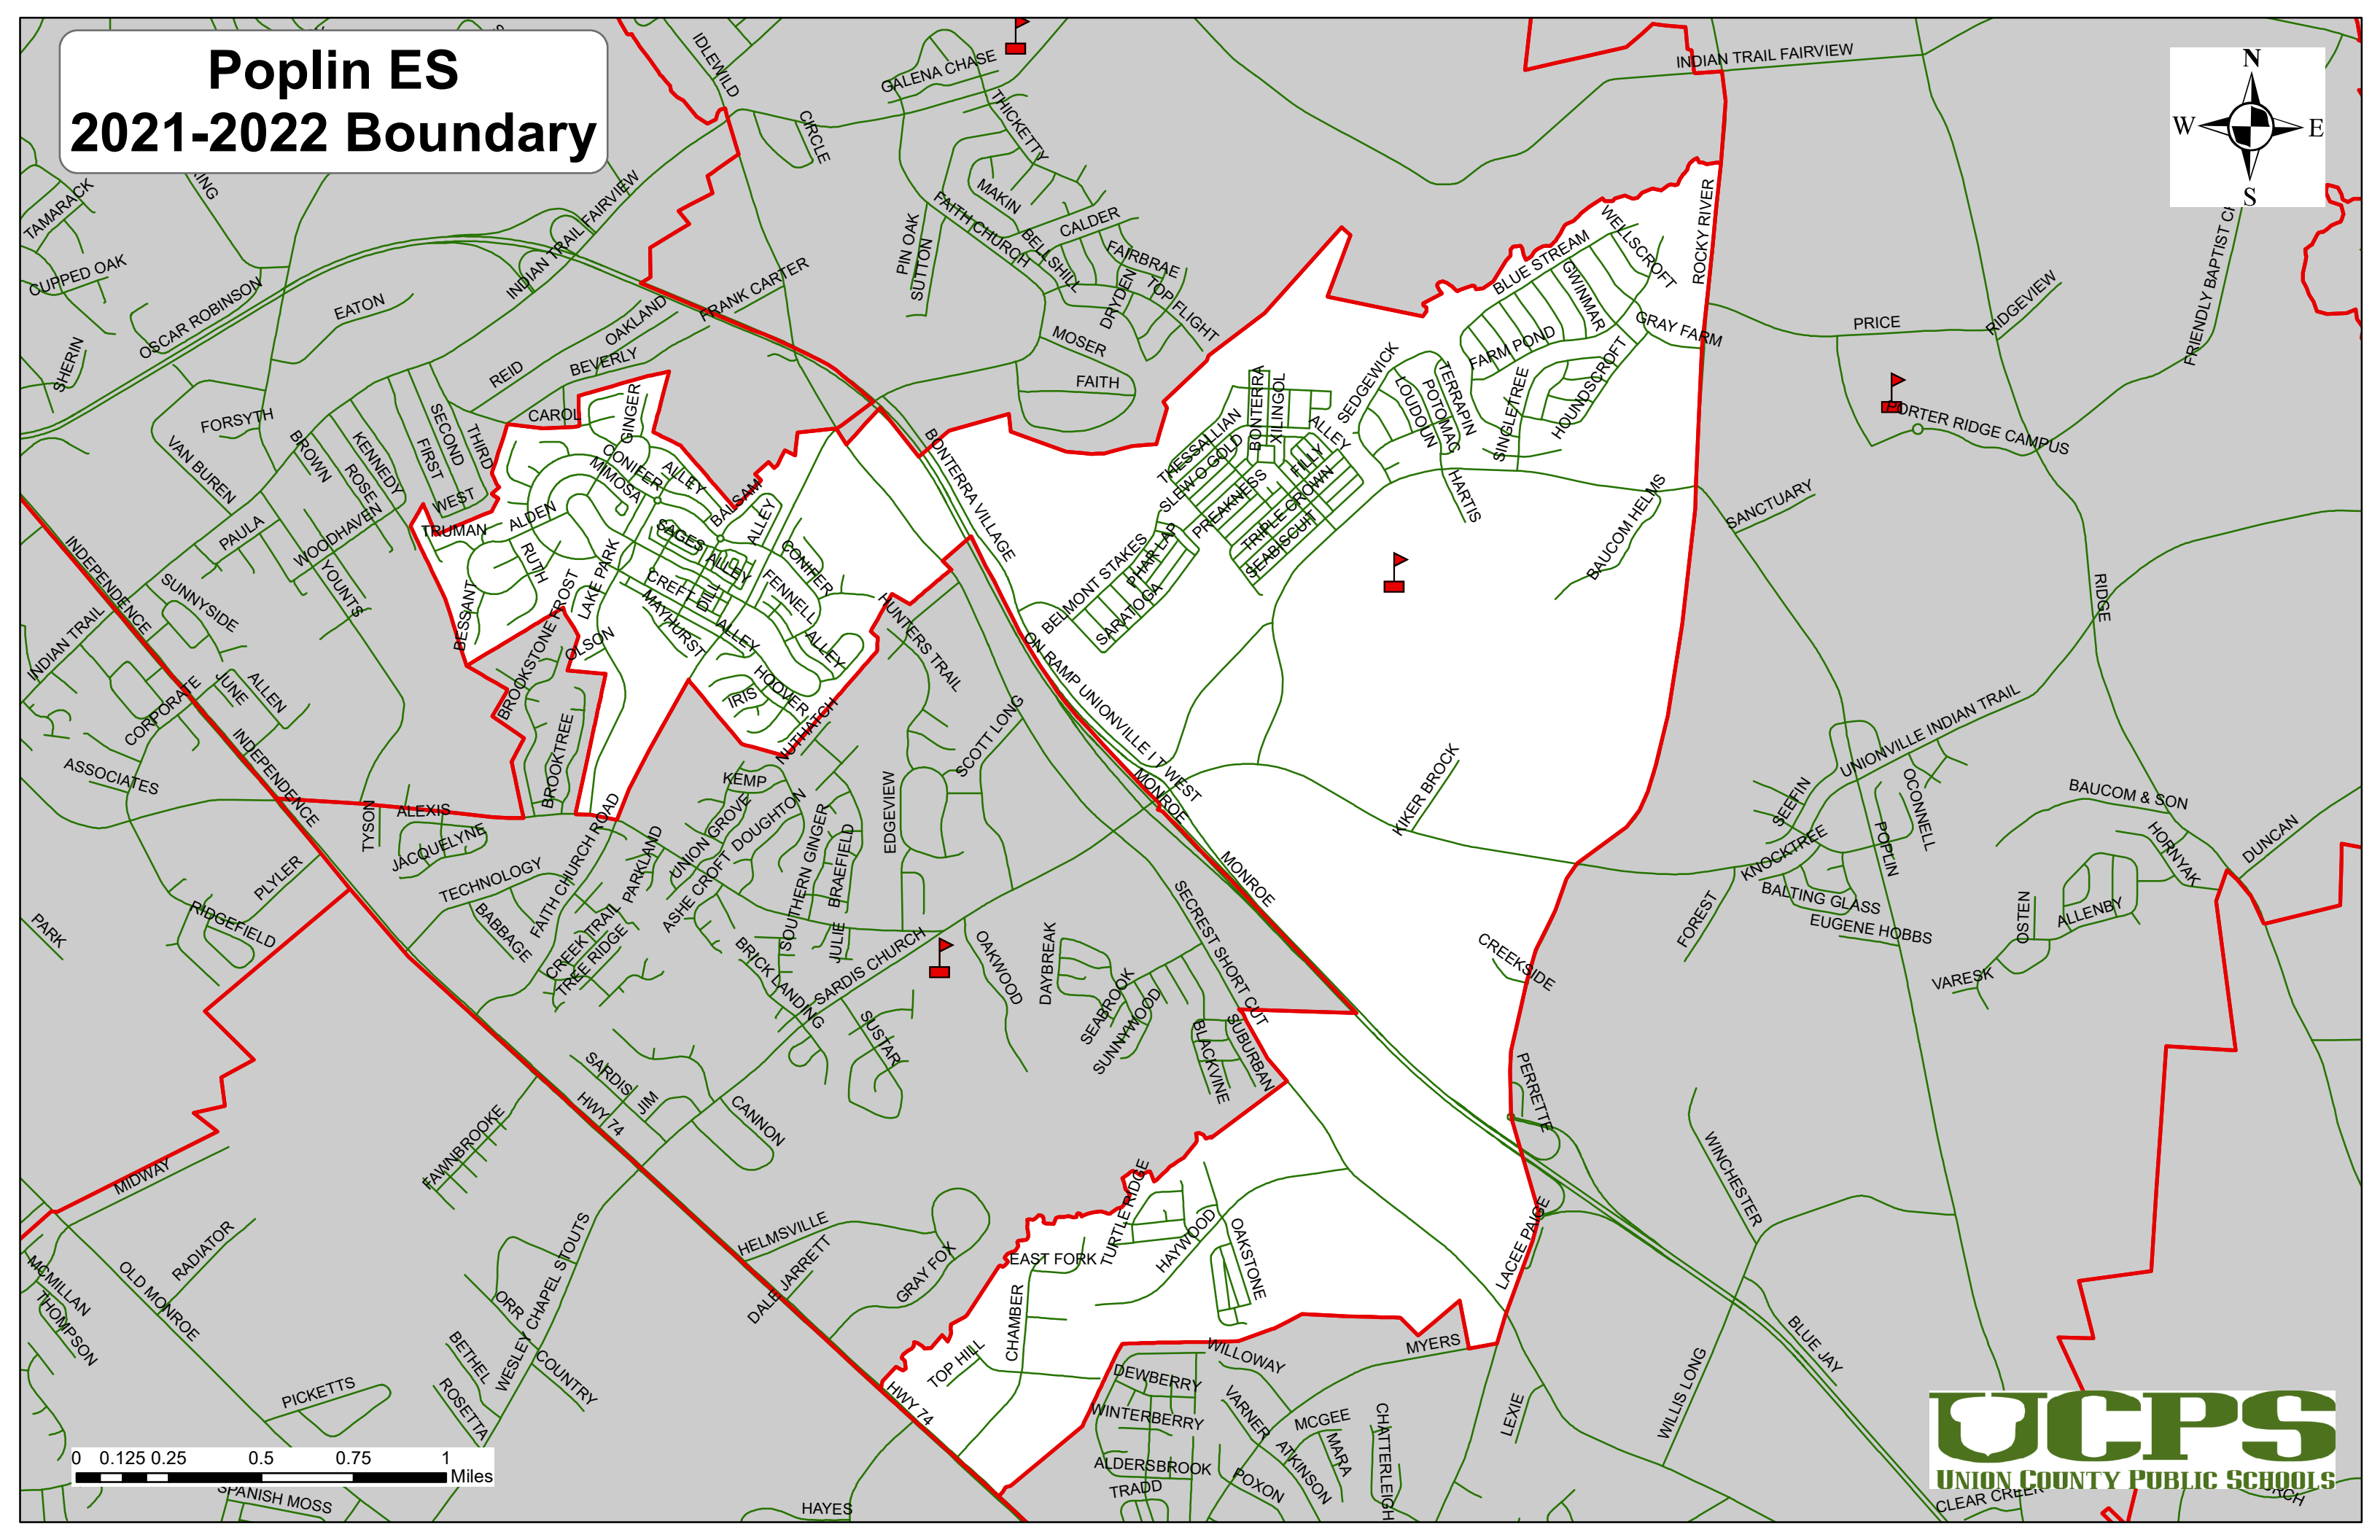 Poplin ES
2021-2022 Boundary
N
W E
S
IDLEWILD
CIRCLE
GALENA CHASE
THICKETTY
INDIAN TRAIL FAIRVIEW
TAMARACK
CUPPED OAK
SHERIN
OSCAR ROBINSON
EATON
INDIAN TRAIL FAIRVIEW
MAKIN
FAITH CHURCH
PIN OAK
SUTTON
CALDER
BELLSHILL
FAIRBRAE
DRYDEN
TOP FLIGHT
MOSER
FAITH
FRANK CARTER
OAKLAND
REID
BEVERLY
CAROL
GINGER
FORSYTH
VAN BUREN
BROWN
ROSE
KENNEDY
FIRST
SECOND
THIRD
WEST
WOODHAVEN
PAULA
YOUNTS
SUNNYSIDE
INDEPENDENCE
INDIAN TRAIL
CORPORATE
JUNE
ALLEN
INDEPENDENCE
ASSOCIATES
TRUMAN
ALDEN
RUTH
BESSANT
MIMOSA
CONIFER
ALLEY
BALSAM
ALLEY
SAGES
ALLEY
CONIFER
FENNELL
ALLEY
CREFT
DILL
MAYHURST
ALLEY
LAKE PARK
BROOKSTONE FROST
OLSON
HOOVER
IRIS
NUTHATCH
BROOKTREE
HUNTERS TRAIL
BONTERRA VILLAGE
BELMONT STAKES
PHAR LAP
SARATOGA
THESSALLIAN
SLEW O GOLD
BONTERRA
XILINGOL
ALLEY
FILLY
PREAKNESS
TRIPLE CROWN
SEABISCUIT
SEDGEWICK
LOUDOUN
POTOMAC
TERRAPIN
HARTIS
SINGLETREE
HOUNDSCROFT
FARM POND
BLUE STREAM
GWINMAR
WELLSCROFT
GRAY FARM
ROCKY RIVER
BAUCOM HELMS
PRICE
RIDGEVIEW
FRIENDLY BAPTIST CH
PORTER RIDGE CAMPUS
SANCTUARY
RIDGE
UNIONVILLE INDIAN TRAIL
ON RAMP UNIONVILLE I T WEST
MONROE
MONROE
KIKER BROCK
CREEKSIDE
PERRETTE
LACEE PAIGE
SEEFIN
KNOCKTREE
BALTING GLASS
EUGENE HOBBS
POPLIN
OCONNELL
FOREST
BAUCOM & SON
HORNYAK
DUNCAN
OSTEN
ALLENBY
VARESK
WINCHESTER
BLUE JAY
WILLIS LONG
TYSON
ALEXIS
JACQUELYNE
TECHNOLOGY
BABBAGE
FAITH CHURCH ROAD
PARKLAND
CREEK TRAIL
TREE RIDGE
KEMP
UNION GROVE
DOUGHTON
ASHE CROFT
SOUTHERN GINGER
BRAEFIELD
JULIE
BRICK LANDING
EDGEVIEW
SCOTT LONG
SARDIS CHURCH
SUSTAR
OAKWOOD
DAYBREAK
SEABROOK
SUNNYWOOD
SECREST SHORT CUT
BLACKVINE
SUBURBAN
PLYLER
RIDGEFIELD
PARK
SARDIS
JIM
HWY 74
CANNON
FAWNBROOKE
MIDWAY
RADIATOR
OLD MONROE
MCMILLAN
THOMPSON
PICKETTS
ORR
BETHEL
ROSETTA
COUNTRY
WESLEY CHAPEL STOUTS
HELMSVILLE
DALE JARRETT
GRAY FOX
HWY 74
EAST FORK
TURTLE RIDGE
HAYWOOD
OAKSTONE
CHAMBER
TOP HILL
WILLOWAY
MYERS
DEWBERRY
WINTERBERRY
ALDERSBROOK
TRADD
VARNER
ATKINSON
MCGEE
MARA
POXON
CHATTERLEIGH
LEXIE
HAYES
SPANISH MOSS
CLEAR CREEK
0 0.125 0.25 0.5 0.75 1
Miles
UCPS
UNION COUNTY PUBLIC SCHOOLS